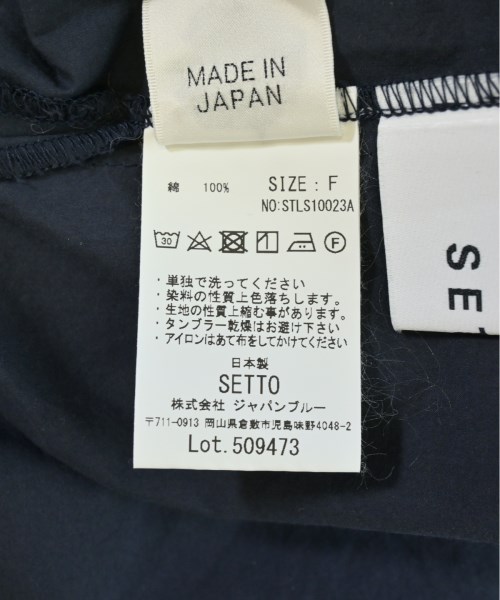 MADE IN
JAPAN
綿 100% SIZE : F
NO:STLS10023A
30 F
・単独で洗ってください
・染料の性質上色落ちします。
・生地の性質上縮む事があります。
・タンブラー乾燥はお避け下さい
・アイロンはあて布をしてかけてください
日本製
SETTO
株式会社 ジャパンブルー
〒711-0913 岡山県倉敷市児島味野4048-2
Lot. 509473
SE